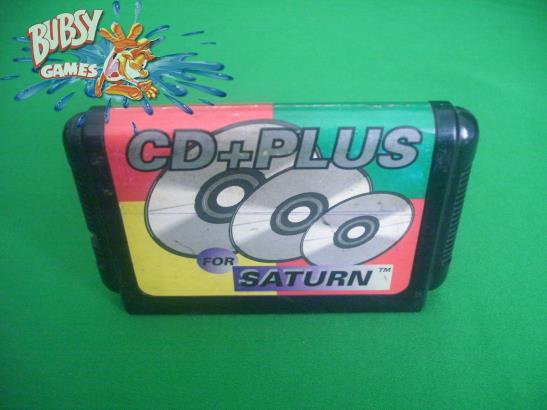 BUBSY
GAMES
CD+PLUS
FOR SATURN™